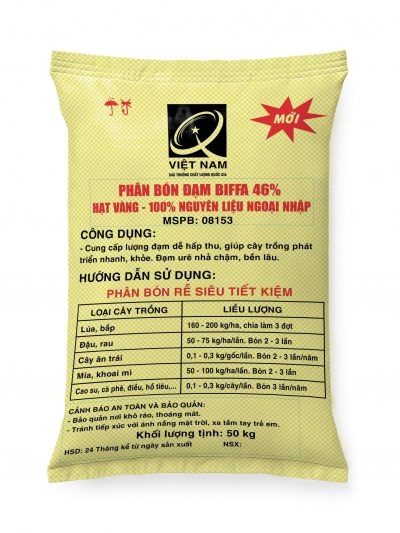 MỚI
VIỆT NAM
GIẢI THƯỞNG CHẤT LƯỢNG QUỐC GIA
PHÂN BÓN ĐẠM BIFFA 46%
HẠT VÀNG - 100% NGUYÊN LIỆU NGOẠI NHẬP
MSPB: 08153
CÔNG DỤNG:
- Cung cấp lượng đạm dễ hấp thu, giúp cây trồng phát
triển nhanh, khỏe. Đạm urê nhả chậm, bền lâu.
HƯỚNG DẪN SỬ DỤNG:
PHÂN BÓN RẺ SIÊU TIẾT KIỆM
LOẠI CÂY TRỒNG LIỀU LƯỢNG
Lúa, bắp 160 - 200 kg/ha, chia làm 3 đợt
Đậu, rau 50 - 75 kg/ha/lần. Bón 2 - 3 lần
Cây ăn trái 0,1 - 0,3 kg/gốc/lần. Bón 2 - 3 lần/năm
Mía, khoai mì 50 - 100 kg/ha/lần. Bón 2 - 3 lần
Cao su, cà phê, điều, hồ tiêu,... 0,1 - 0,3 kg/cây/lần. Bón 3 lần/năm
CẢNH BÁO AN TOÀN VÀ BẢO QUẢN:
- Bảo quản nơi khô ráo, thoáng mát.
- Tránh tiếp xúc với ánh nắng mặt trời, xa tầm tay trẻ em.
Khối lượng tịnh: 50 kg
HSD: 24 Tháng kể từ ngày sản xuất NSX: